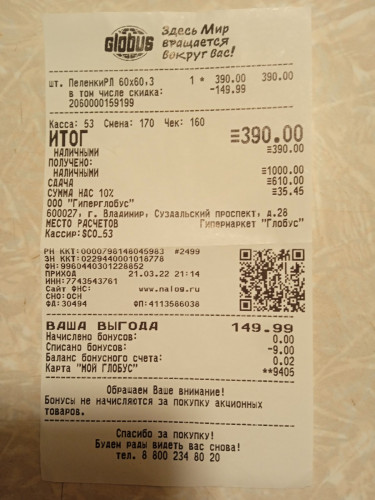 Globus
Здесь Мир
вращается
вокруг Вас!
шт. ПеленкиРЛ 60x60,3 1 * 390.00 390.00
в том числе скидка: -149.99
2060000159199
Касса: 53 Смена: 170 Чек: 160
ИТОГ ≡390.00
НАЛИЧНЫМИ ≡390.00
ПОЛУЧЕНО:
НАЛИЧНЫМИ ≡1000.00
СДАЧА ≡610.00
СУММА НДС 10% ≡35.45
ООО "Гиперглобус"
600027, г. Владимир, Суздальский проспект, д.28
МЕСТО РАСЧЕТОВ Гипермаркет "Глобус"
Кассир:SCO_53
РН ККТ:0000798146045983 #2499
ЗН ККТ:0229440001018778
ФН:9960440301228852
ПРИХОД 21.03.22 21:14
ИНН:7743543761
Сайт ФНС: www.nalog.ru
СНО:ОСН
ФД:30494 ФП:4113586038
ВАША ВЫГОДА 149.99
Начислено бонусов: 0.00
Списано бонусов: -9.00
Баланс бонусного счета: 0.02
Карта "МОЙ ГЛОБУС" **9405
Обращаем Ваше внимание!
Бонусы не начисляются за покупку акционных
товаров.
Спасибо за покупку!
Будем рады видеть вас снова!
тел. 8 800 234 80 20